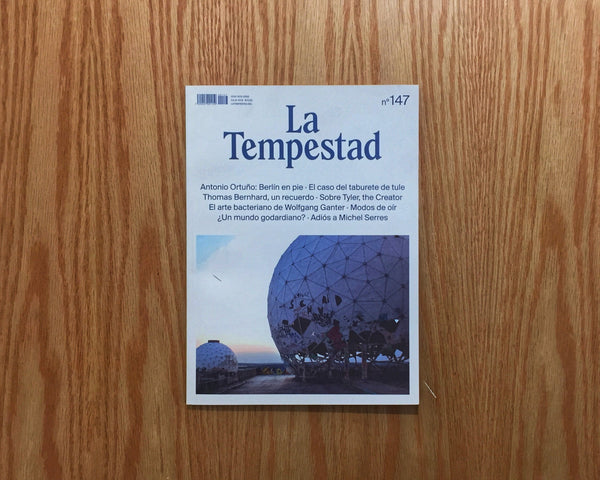 nº147
La
Tempestad
Antonio Ortuño: Berlín en pie · El caso del taburete de tule
Thomas Bernhard, un recuerdo · Sobre Tyler, the Creator
El arte bacteriano de Wolfgang Ganter · Modos de oír
¿Un mundo godardiano? · Adiós a Michel Serres